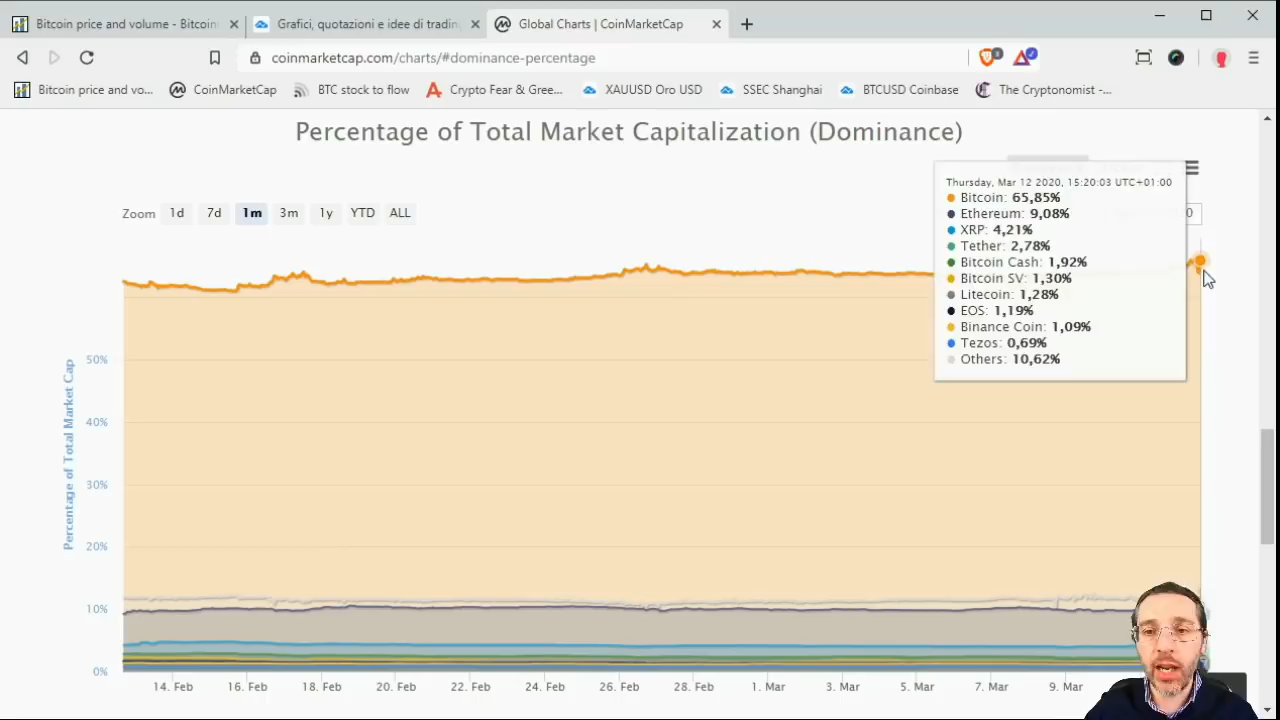 Bitcoin price and volume - Bitcoin
Grafici, quotazioni e idee di trading
Global Charts | CoinMarketCap
coinmarketcap.com/charts/#dominance-percentage
Bitcoin price and vo...
CoinMarketCap
BTC stock to flow
Crypto Fear & Gree...
XAUUSD Oro USD
SSEC Shanghai
BTCUSD Coinbase
The Cryptonomist -...
Percentage of Total Market Capitalization (Dominance)
Zoom 1d 7d 1m 3m 1y YTD ALL
Thursday, Mar 12 2020, 15:20:03 UTC+01:00
Bitcoin: 65,85%
Ethereum: 9,08%
XRP: 4,21%
Tether: 2,78%
Bitcoin Cash: 1,92%
Bitcoin SV: 1,30%
Litecoin: 1,28%
EOS: 1,19%
Binance Coin: 1,09%
Tezos: 0,69%
Others: 10,62%
Percentage of Total Market Cap
50%
40%
30%
20%
10%
0%
14. Feb 16. Feb 18. Feb 20. Feb 22. Feb 24. Feb 26. Feb 28. Feb 1. Mar 3. Mar 5. Mar 7. Mar 9. Mar